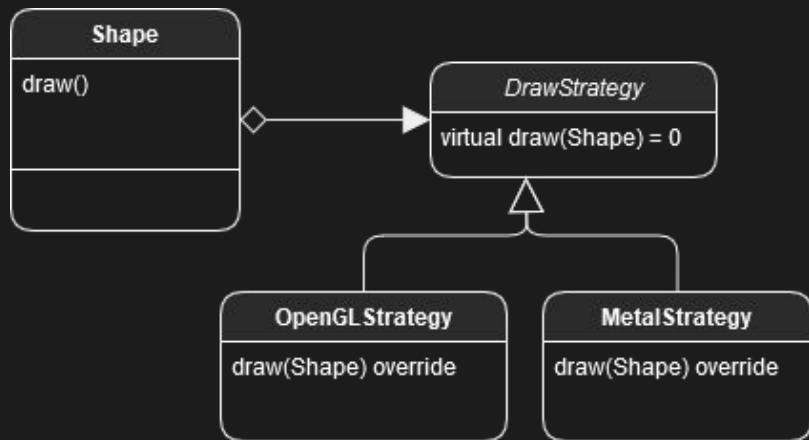 Shape
draw()
DrawStrategy
virtual draw(Shape) = 0
OpenGLStrategy
draw(Shape) override
MetalStrategy
draw(Shape) override